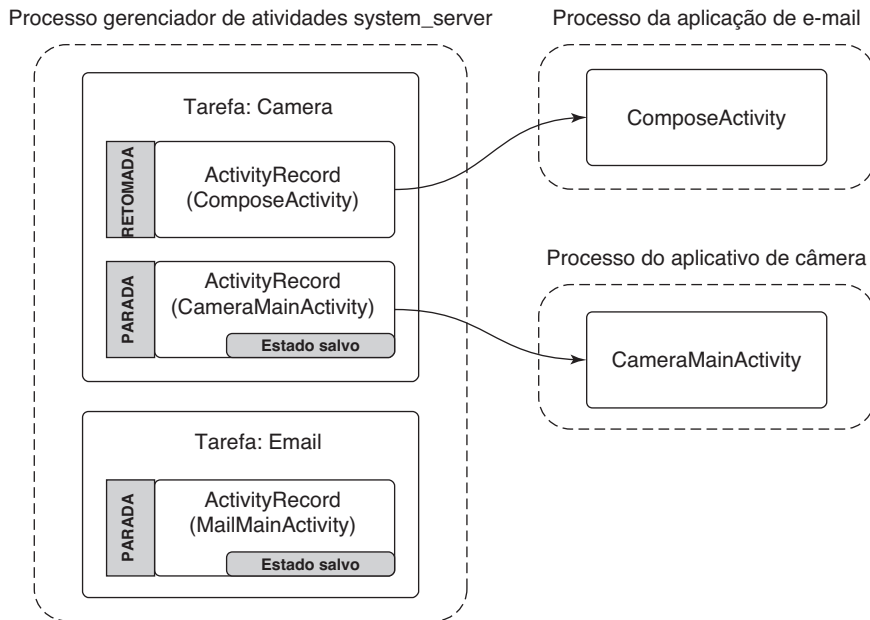 Processo gerenciador de atividades system_server
Processo da aplicação de e-mail
Tarefa: Camera
RETOMADA
ActivityRecord
(ComposeActivity)
ComposeActivity
PARADA
ActivityRecord
(CameraMainActivity)
Estado salvo
Processo do aplicativo de câmera
CameraMainActivity
Tarefa: Email
PARADA
ActivityRecord
(MailMainActivity)
Estado salvo